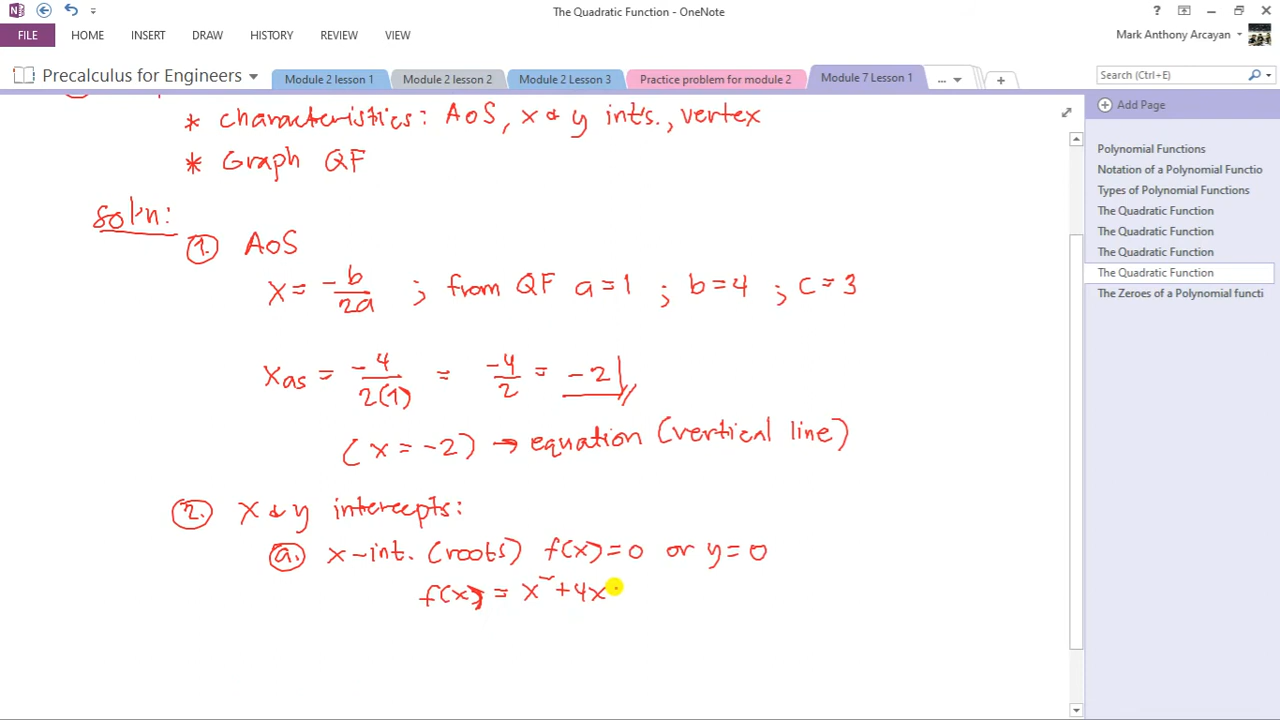 The Quadratic Function - OneNote
FILE HOME INSERT DRAW HISTORY REVIEW VIEW
Mark Anthony Arcayan
Precalculus for Engineers
Module 2 lesson 1 Module 2 lesson 2 Module 2 Lesson 3 Practice problem for module 2 Module 7 Lesson 1 ...
Search (Ctrl+E)
Add Page
Polynomial Functions
Notation of a Polynomial Functio
Types of Polynomial Functions
The Quadratic Function
The Quadratic Function
The Quadratic Function
The Quadratic Function
The Zeroes of a Polynomial functi
* characteristics: AoS, x & y int's., vertex
* Graph QF
Sol'n:
1. AoS
x = -b/2a ; from QF a = 1 ; b = 4 ; c = 3
xas = -4/2(1) = -4/2 = -2
(x = -2) → equation (vertical line)
2. x & y intercepts:
a. x-int. (roots) f(x) = 0 or y = 0
f(x) = x² + 4x